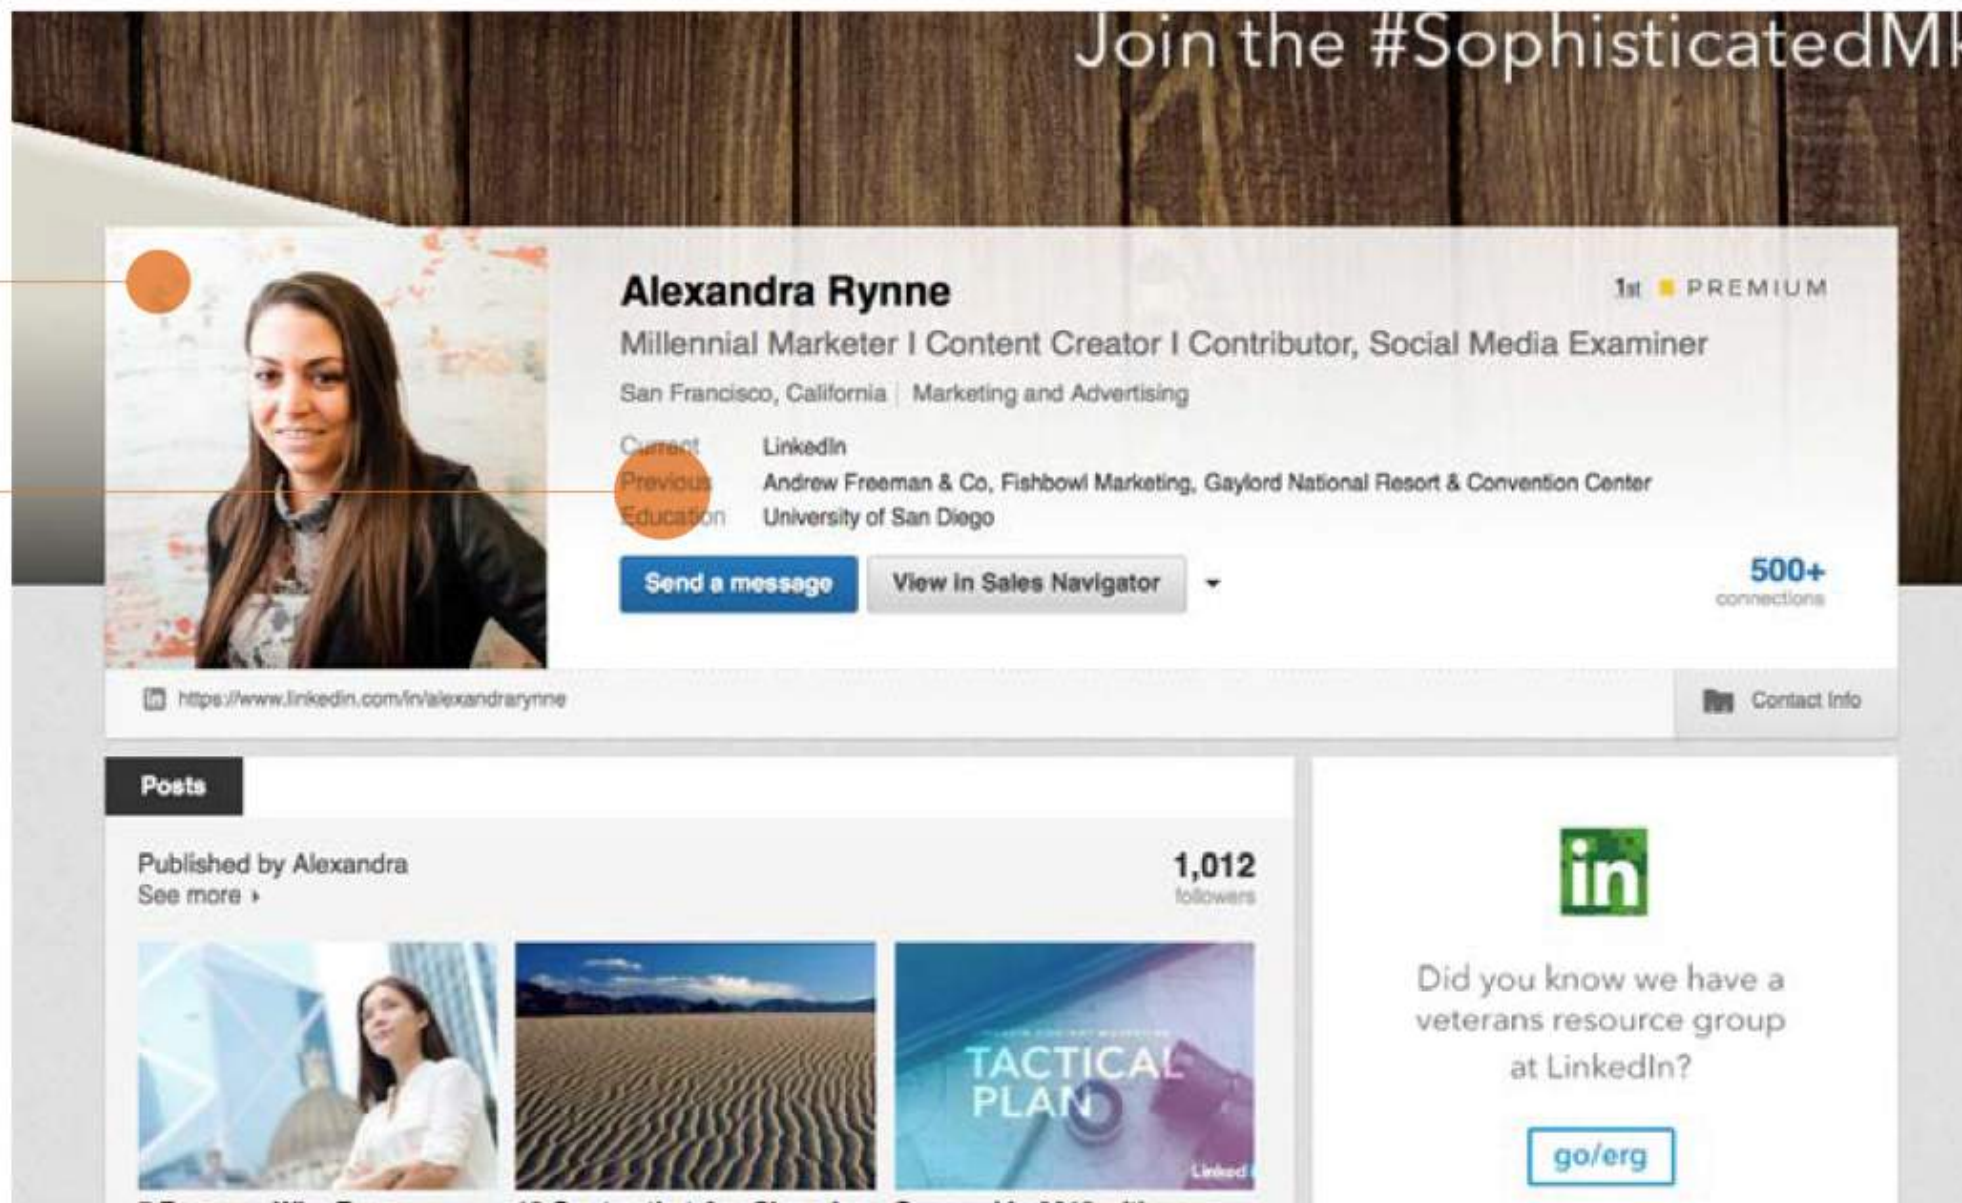 Join the #SophisticatedMk
Alexandra Rynne
1st PREMIUM
Millennial Marketer I Content Creator I Contributor, Social Media Examiner
San Francisco, California | Marketing and Advertising
Current LinkedIn
Previous Andrew Freeman & Co, Fishbowl Marketing, Gaylord National Resort & Convention Center
Education University of San Diego
Send a message
View in Sales Navigator
500+
connections
in https://www.linkedin.com/in/alexandrarynne
Contact Info
Posts
Published by Alexandra
See more
1,012
followers
TACTICAL
PLAN
Linked
in
Did you know we have a
veterans resource group
at LinkedIn?
go/erg